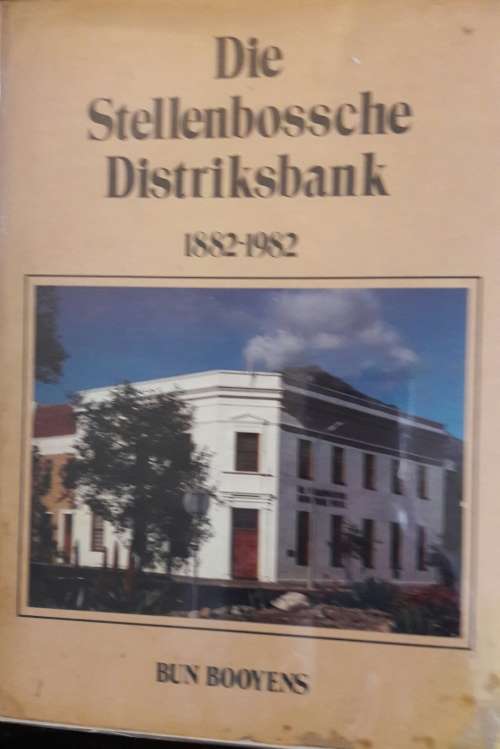 Die
Stellenbossche
Distriksbank
1882-1982
BUN BOOYENS